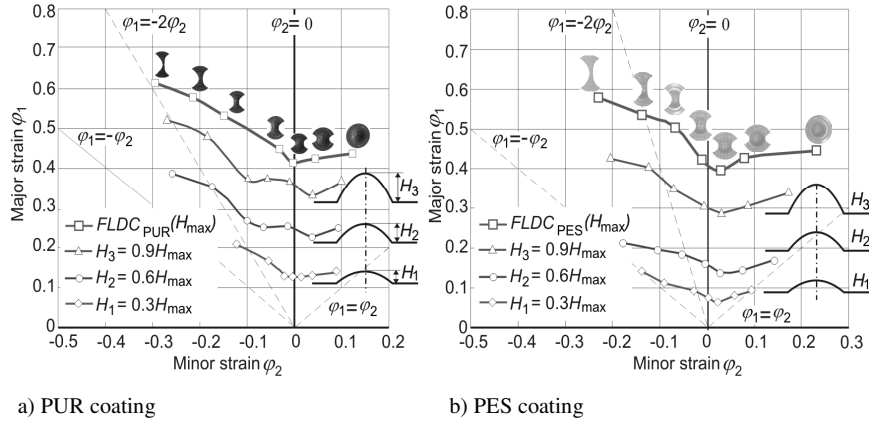 0.8
0.7
0.6
0.5
0.4
0.3
0.2
0.1
0
Major strain φ1
φ1=-2φ2
φ2= 0
φ1=-φ2
FLDC PUR(Hmax)
H3 = 0.9Hmax
H2 = 0.6Hmax
H1 = 0.3Hmax
H3
H2
H1
φ1= φ2
-0.5 -0.4 -0.3 -0.2 -0.1 0 0.1 0.2
Minor strain φ2
a) PUR coating
0.8
0.7
0.6
0.5
0.4
0.3
0.2
0.1
0
Major strain φ1
φ1=-2φ2
φ2= 0
φ1=-φ2
FLDC PES(Hmax)
H3 = 0.9Hmax
H2 = 0.6Hmax
H1 = 0.3Hmax
H3
H2
H1
φ1=φ2
-0.5 -0.4 -0.3 -0.2 -0.1 0 0.1 0.2 0.3
Minor strain φ2
b) PES coating